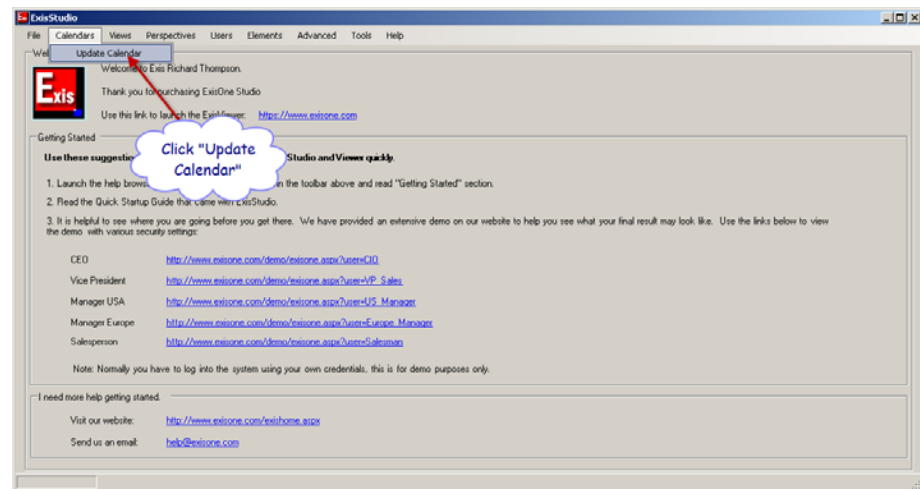 ExisStudio
File Calendars Views Perspectives Users Elements Advanced Tools Help
Wel
Update Calendar
Welcome to Exis Richard Thompson.
Exis
Thank you for purchasing ExisOne Studio
Use this link to launch the ExisViewer: https://www.exisone.com
Click "Update
Calendar"
Getting Started
Use these suggestio Studio and Viewer quickly.
1. Launch the help brows in the toolbar above and read "Getting Started" section.
2. Read the Quick Startup Guide that came with ExisStudio.
3. It is helpful to see where you are going before you get there. We have provided an extensive demo on our website to help you see what your final result may look like. Use the links below to view
the demo with various security settings:
CEO http://www.exisone.com/demo/exisone.aspx?user=CIO
Vice President http://www.exisone.com/demo/exisone.aspx?user=VP_Sales
Manager USA http://www.exisone.com/demo/exisone.aspx?user=US_Manager
Manager Europe http://www.exisone.com/demo/exisone.aspx?user=Europe_Manager
Salesperson http://www.exisone.com/demo/exisone.aspx?user=Salesman
Note: Normally you have to log into the system using your own credentials, this is for demo purposes only.
I need more help getting started.
Visit our website: http://www.exisone.com/exishome.aspx
Send us an email: help@exisone.com